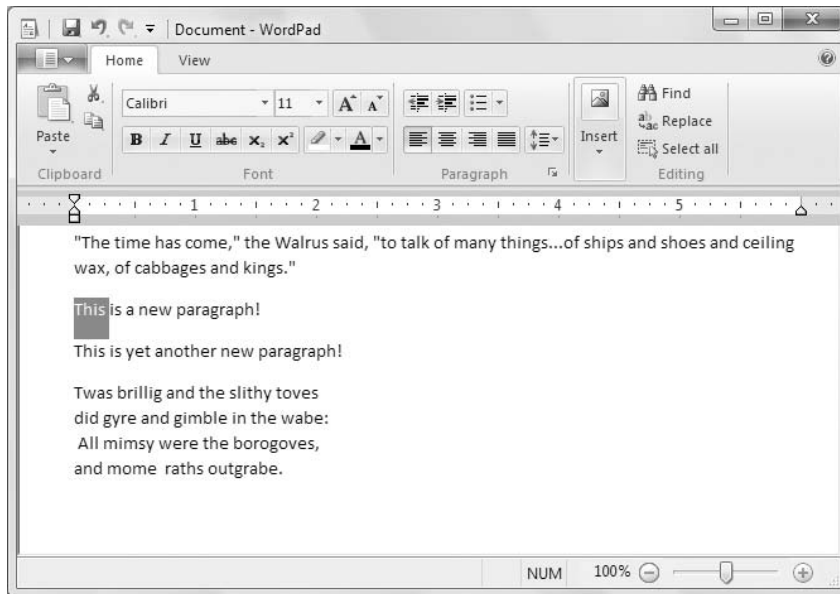 Document - WordPad
Home View
Calibri 11 A A
Find
Replace
Paste B I U abe X₂ X² A Insert Select all
Clipboard Font Paragraph Editing
1 2 3 4 5
"The time has come," the Walrus said, "to talk of many things...of ships and shoes and ceiling
wax, of cabbages and kings."
This is a new paragraph!
This is yet another new paragraph!
Twas brillig and the slithy toves
did gyre and gimble in the wabe:
All mimsy were the borogoves,
and mome  raths outgrabe.
NUM 100%